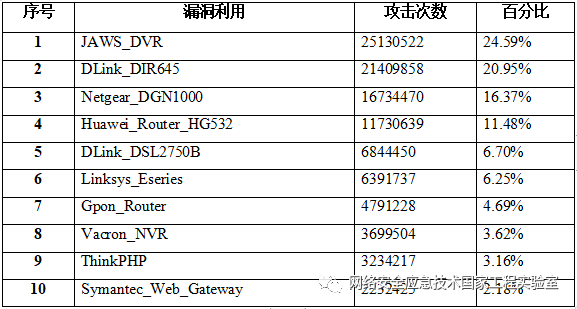 序号 漏洞利用 攻击次数 百分比
1 JAWS_DVR 25130522 24.59%
2 DLink_DIR645 21409858 20.95%
3 Netgear_DGN1000 16734470 16.37%
4 Huawei_Router_HG532 11730639 11.48%
5 DLink_DSL2750B 6844450 6.70%
6 Linksys_Eseries 6391737 6.25%
7 Gpon_Router 4791228 4.69%
8 Vacron_NVR 3699504 3.62%
9 ThinkPHP 3234217 3.16%
网络安全应急技术国家工程实验室
10 Symantec_Web_Gateway 2.18%